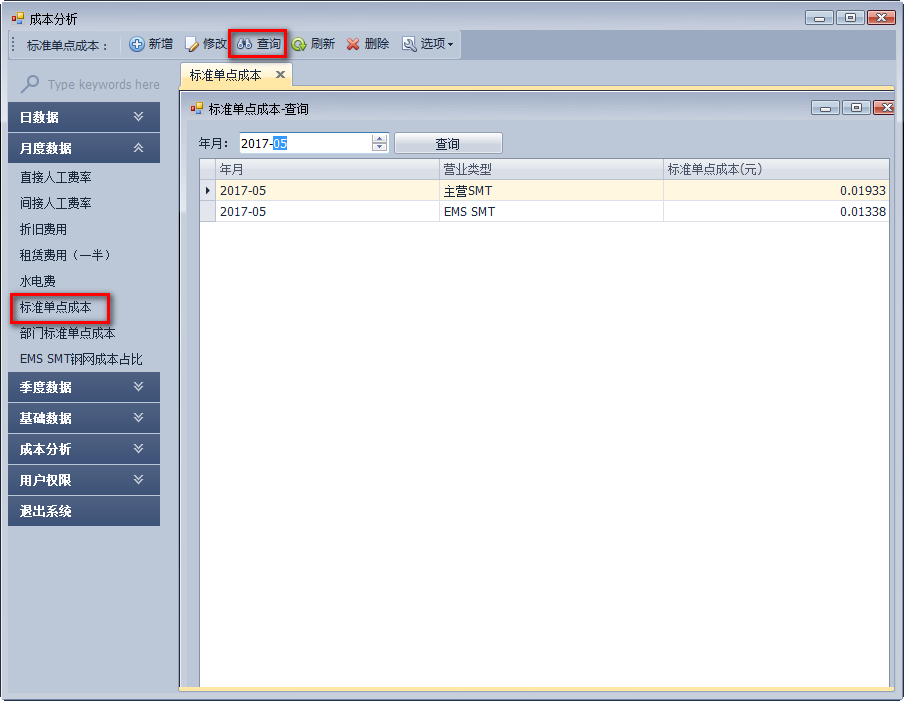 成本分析
标准单点成本： 新增 修改 查询 刷新 删除 选项
Type keywords here
日数据
月度数据
直接人工费率
间接人工费率
折旧费用
租赁费用（一半）
水电费
标准单点成本
部门标准单点成本
EMS SMT钢网成本占比
季度数据
基础数据
成本分析
用户权限
退出系统
标准单点成本
标准单点成本-查询
年月： 2017-05 查询
年月 营业类型 标准单点成本(元)
2017-05 主营SMT 0.01933
2017-05 EMS SMT 0.01338